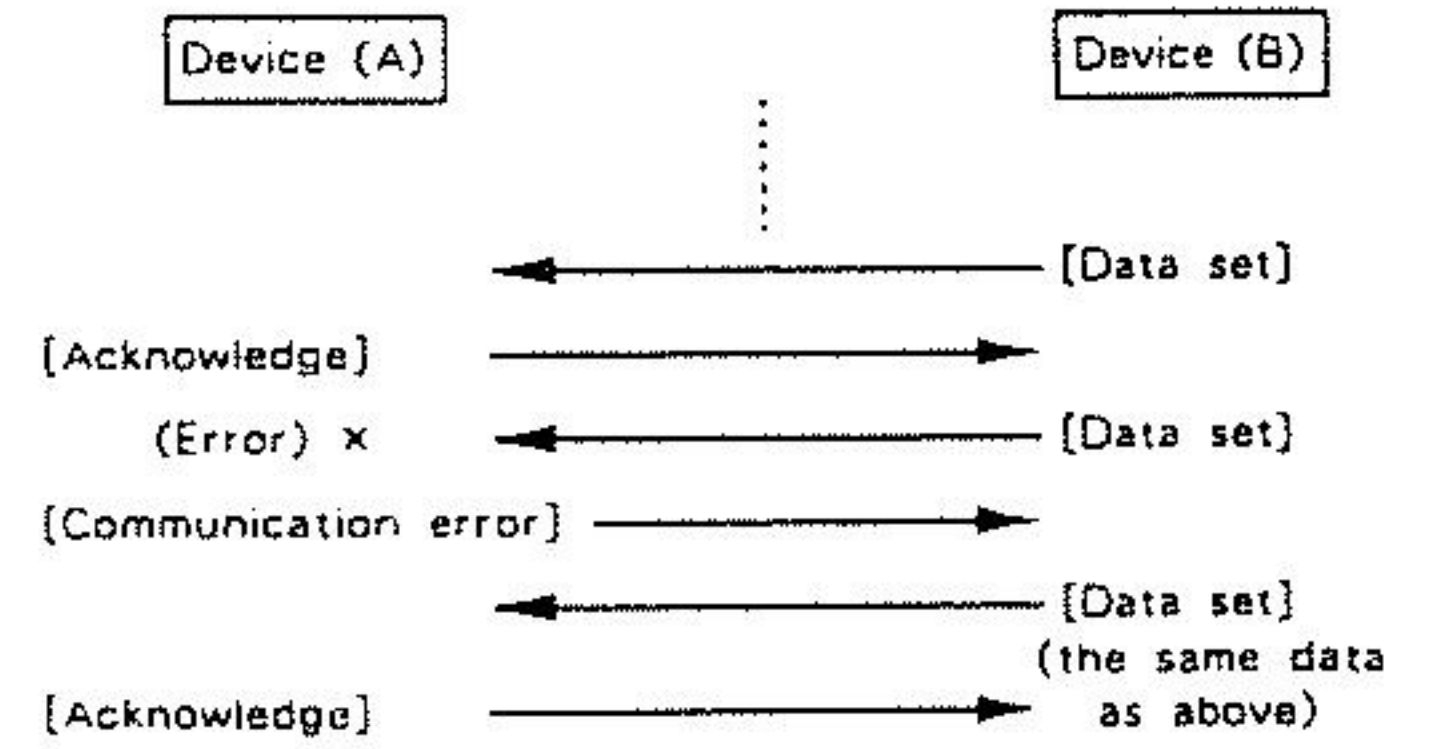 Device (A)
Device (B)
[Data set]
[Acknowledge]
(Error) ×
[Data set]
[Communication error]
[Data set]
(the same data
as above)
[Acknowledge]